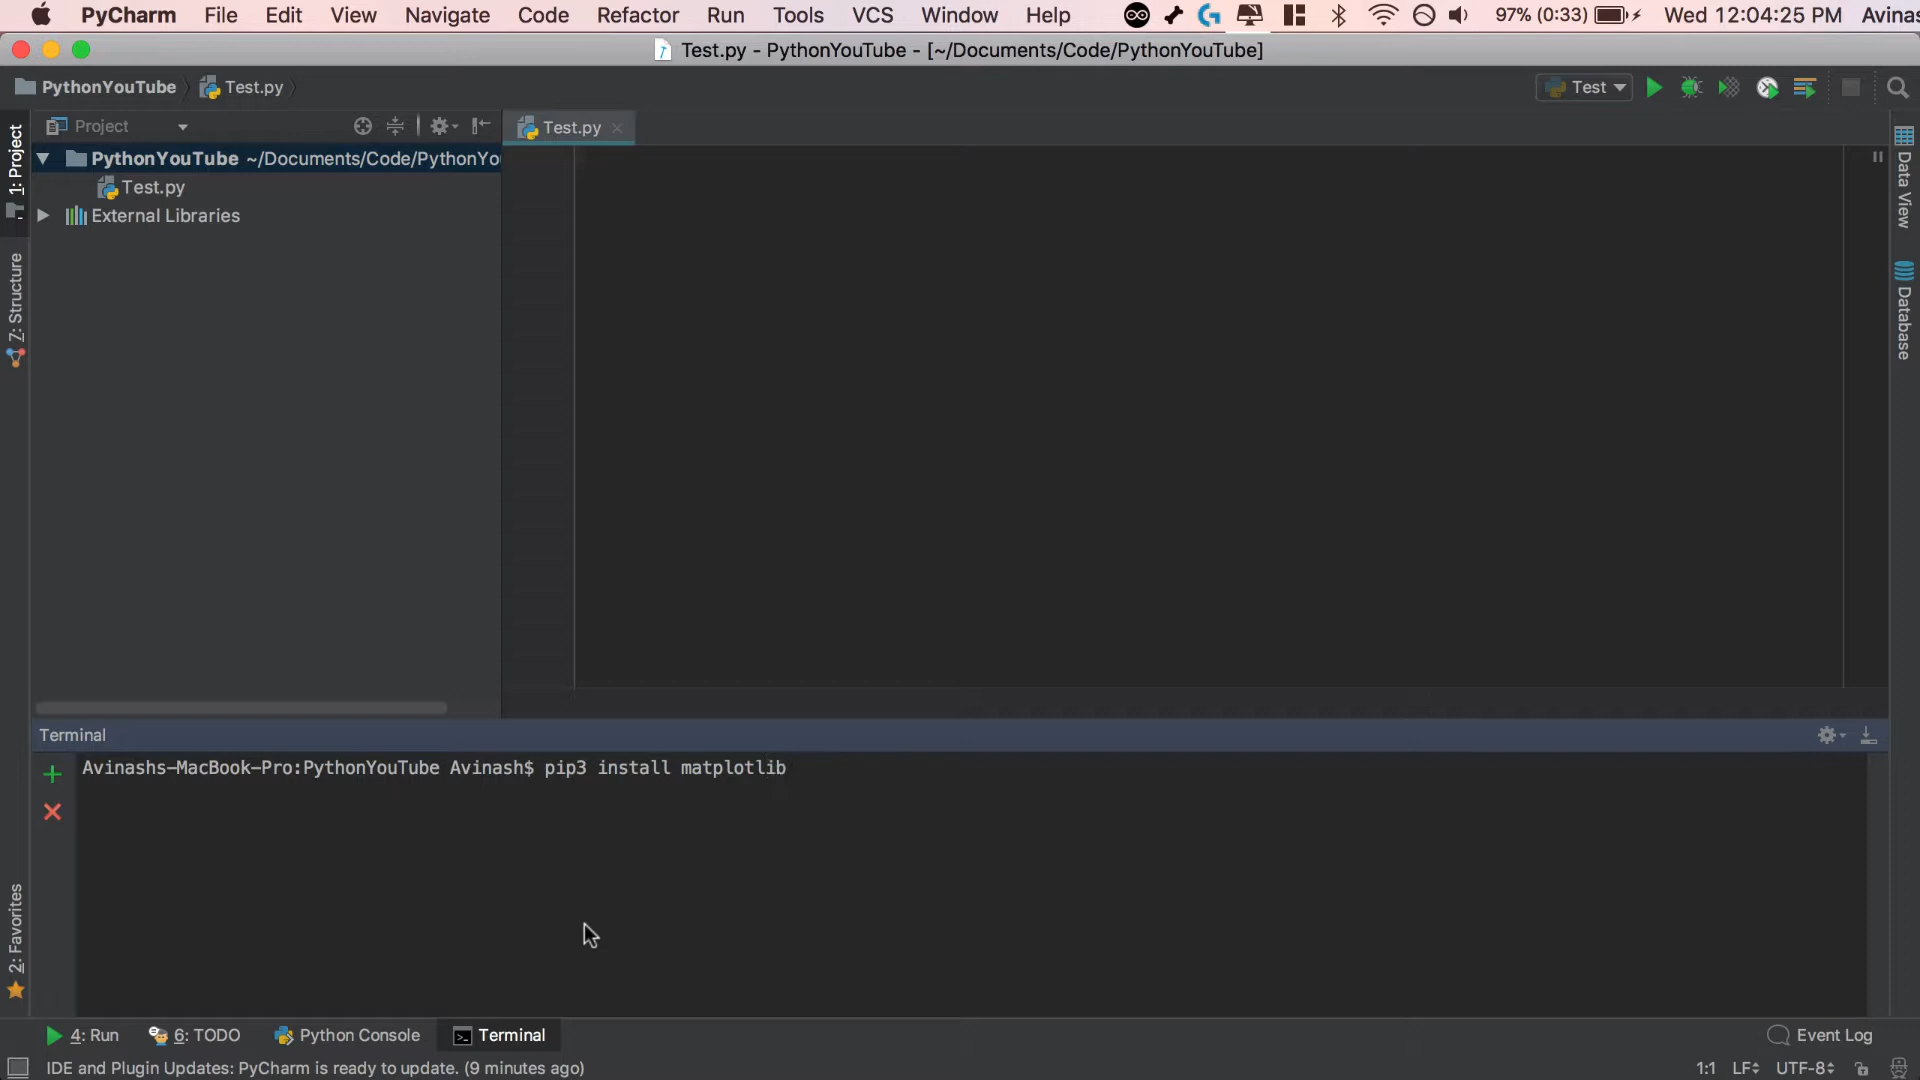 PyCharm File Edit View Navigate Code Refactor Run Tools VCS Window Help 97% (0:33) Wed 12:04:25 PM Avinas
Test.py - PythonYouTube - [~/Documents/Code/PythonYouTube]
PythonYouTube Test.py Test
1: Project
Project
Test.py
PythonYouTube ~/Documents/Code/PythonYou
Test.py
External Libraries
Data View
Z: Structure
Database
Terminal
Avinashs-MacBook-Pro:PythonYouTube Avinash$ pip3 install matplotlib
2: Favorites
4: Run 6: TODO Python Console Terminal Event Log
IDE and Plugin Updates: PyCharm is ready to update. (9 minutes ago) 1:1 LF UTF-8